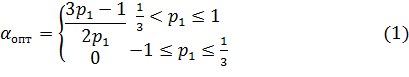 α_опт = { (3p₁ − 1)/(2p₁)  1/3 < p₁ ≤ 1
0  −1 ≤ p₁ ≤ 1/3  (1)